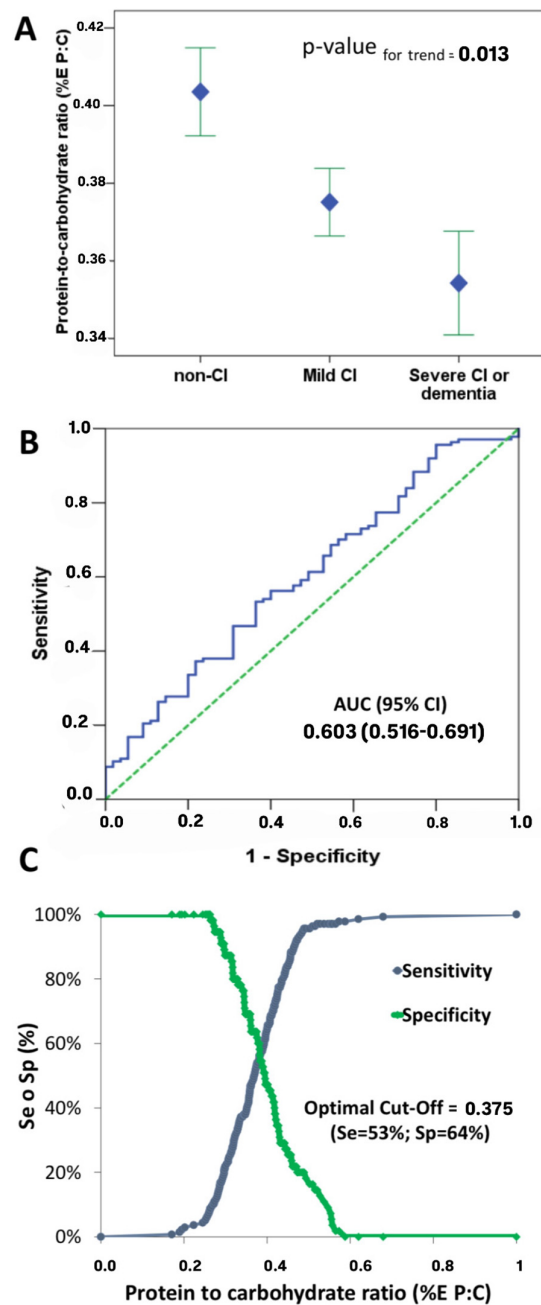 A
Protein-to-carbohydrate ratio (%E P:C)
0.42
0.40
0.38
0.36
0.34
p-value for trend = 0.013
non-CI
Mild CI
Severe CI or
dementia
B
Sensitivity
1.0
0.8
0.6
0.4
0.2
0.0
AUC (95% CI)
0.603 (0.516-0.691)
0.0 0.2 0.4 0.6 0.8 1.0
1 - Specificity
C
Se o Sp (%)
100%
80%
60%
40%
20%
0%
Sensitivity
Specificity
Optimal Cut-Off = 0.375
(Se=53%; Sp=64%)
0.0 0.2 0.4 0.6 0.8 1
Protein to carbohydrate ratio (%E P:C)